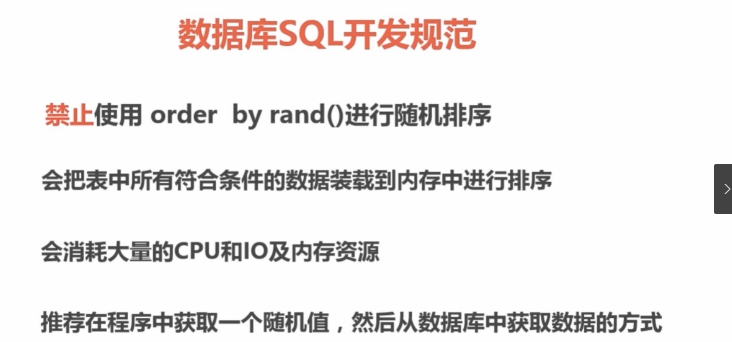 数据库SQL开发规范
禁止使用 order by rand()进行随机排序
会把表中所有符合条件的数据装载到内存中进行排序
会消耗大量的CPU和IO及内存资源
推荐在程序中获取一个随机值，然后从数据库中获取数据的方式